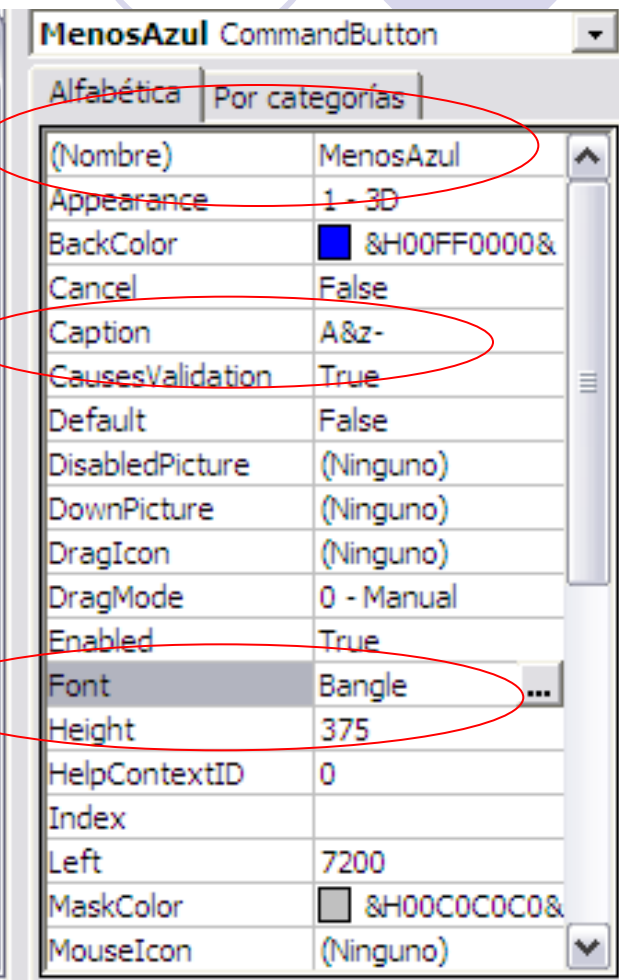 MenosAzul CommandButton
Alfabética Por categorías
(Nombre) MenosAzul
Appearance 1 - 3D
BackColor &H00FF0000&
Cancel False
Caption A&z-
CausesValidation True
Default False
DisabledPicture (Ninguno)
DownPicture (Ninguno)
DragIcon (Ninguno)
DragMode 0 - Manual
Enabled True
Font Bangle ...
Height 375
HelpContextID 0
Index
Left 7200
MaskColor &H00C0C0C0&
MouseIcon (Ninguno)